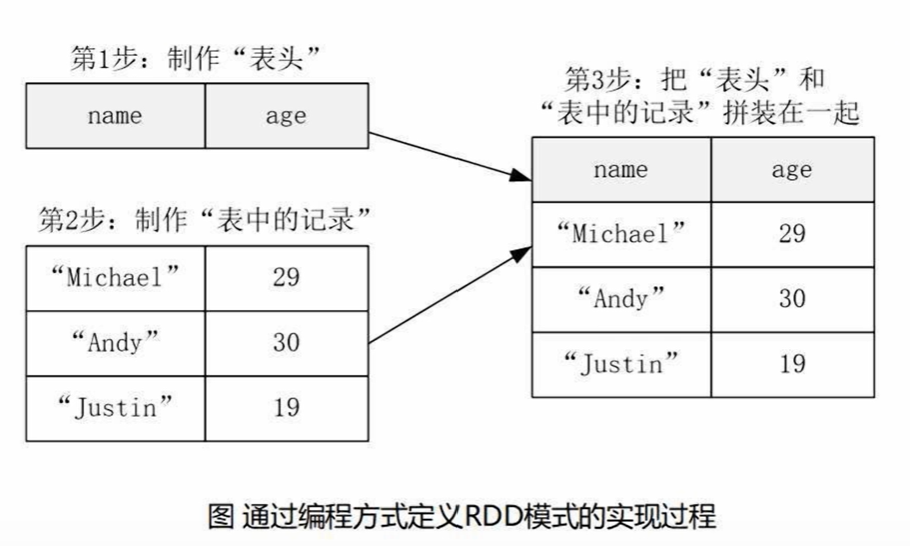 第1步：制作“表头”
name age
第2步：制作“表中的记录”
“Michael” 29
“Andy” 30
“Justin” 19
第3步：把“表头”和
“表中的记录”拼装在一起
name age
“Michael” 29
“Andy” 30
“Justin” 19
图 通过编程方式定义RDD模式的实现过程